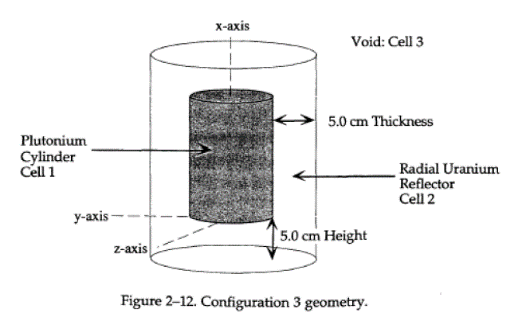 x-axis
Void: Cell 3
5.0 cm Thickness
Plutonium
Cylinder
Cell 1
Radial Uranium
Reflector
Cell 2
y-axis
5.0 cm Height
z-axis
Figure 2–12. Configuration 3 geometry.